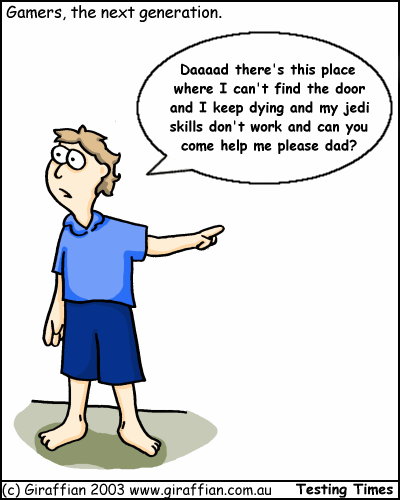 Gamers, the next generation.
Daaaad there's this place
where I can't find the door
and I keep dying and my jedi
skills don't work and can you
come help me please dad?
(c) Giraffian 2003 www.giraffian.com.au Testing Times